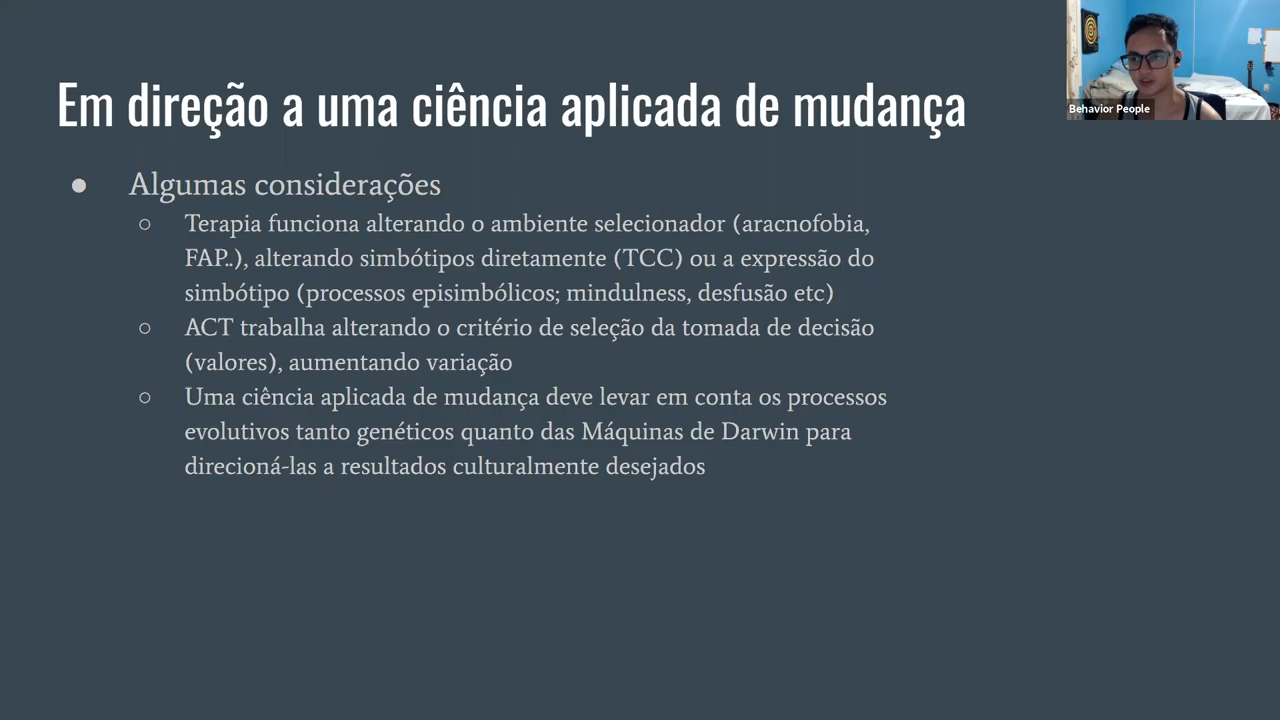 Em direção a uma ciência aplicada de mudança
Behavior People
● Algumas considerações
○ Terapia funciona alterando o ambiente selecionador (aracnofobia,
FAP..), alterando simbótipos diretamente (TCC) ou a expressão do
simbótipo (processos episimbólicos; mindulness, desfusão etc)
○ ACT trabalha alterando o critério de seleção da tomada de decisão
(valores), aumentando variação
○ Uma ciência aplicada de mudança deve levar em conta os processos
evolutivos tanto genéticos quanto das Máquinas de Darwin para
direcioná-las a resultados culturalmente desejados